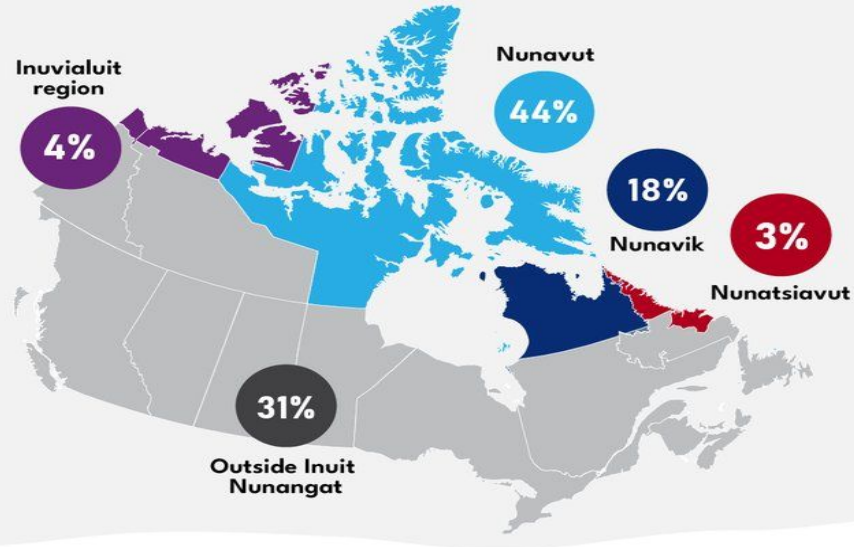 Inuvialuit
region
4%
Nunavut
44%
18%
Nunavik
3%
Nunatsiavut
31%
Outside Inuit
Nunangat